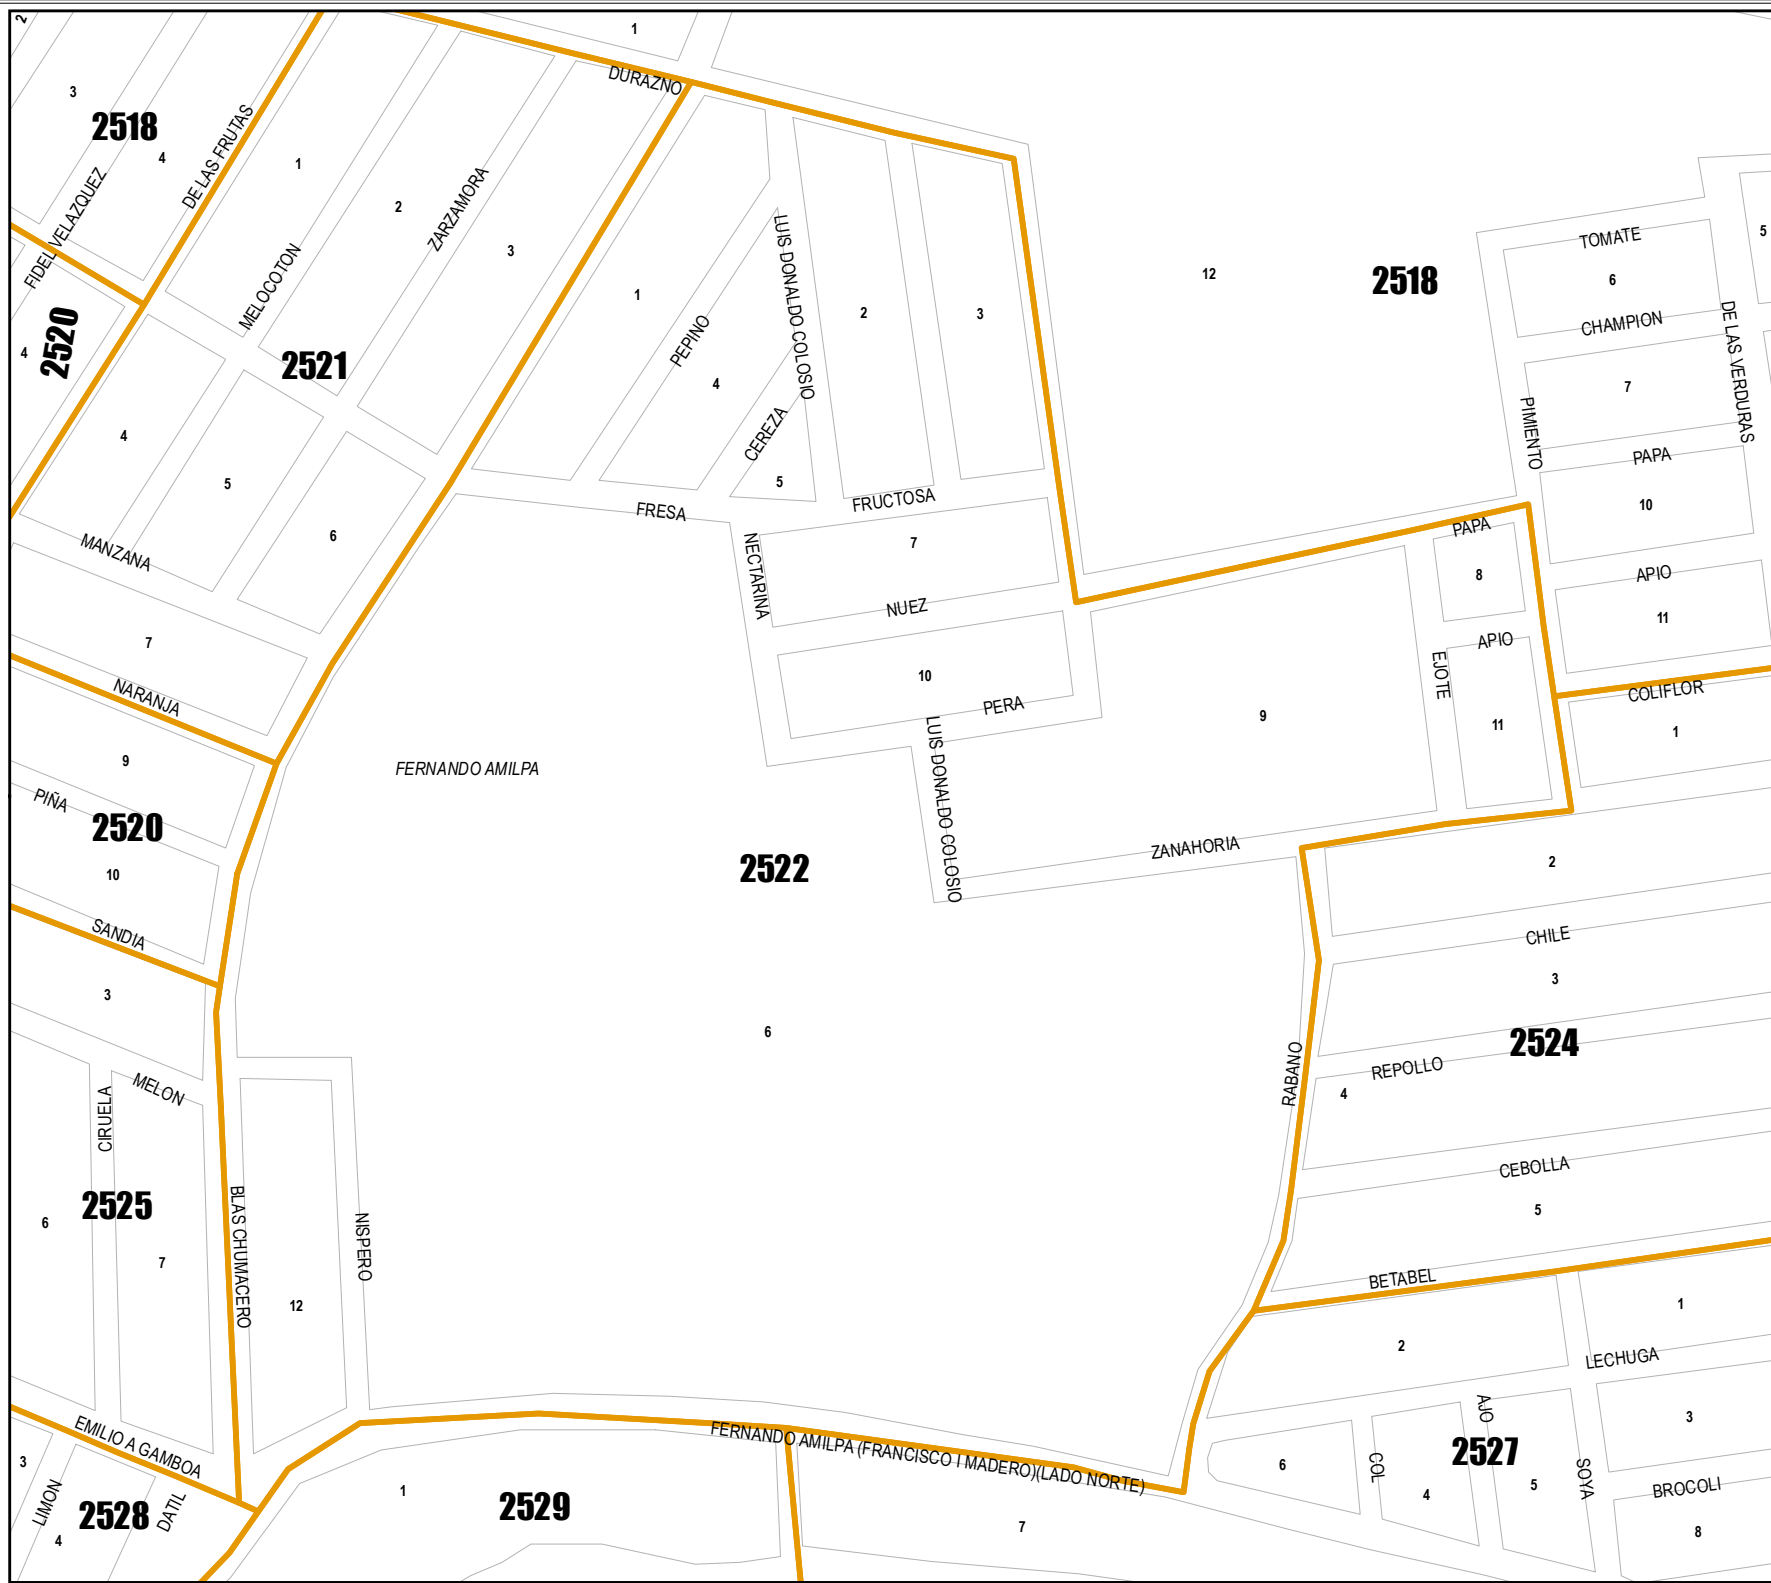 2
1
3
DURAZNO
2518
4
DE LAS FRUTAS
1
FIDEL VELAZQUEZ
2
ZARZAMORA
3
LUIS DONALDO COLOSIO
TOMATE
5
12
2518
6
MELOCOTON
1
2
3
CHAMPION
DE LAS VERDURAS
2520
4
PEPINO
2521
4
7
CEREZA
PIMIENTO
4
PAPA
5
5
FRUCTOSA
FRESA
10
PAPA
6
7
MANZANA
NECTARINA
8
APIO
NUEZ
11
7
APIO
EJOTE
10
NARANJA
PERA
9
COLIFLOR
11
1
9
FERNANDO AMILPA
LUIS DONALDO COLOSIO
PIÑA
2520
ZANAHORIA
2522
2
10
SANDIA
CHILE
3
3
6
2524
RABANO
REPOLLO
MELON
4
CIRUELA
CEBOLLA
2525
5
6
BLAS CHUMACERO
NISPERO
7
BETABEL
12
1
2
LECHUGA
AJO
3
EMILIO A GAMBOA
FERNANDO AMILPA (FRANCISCO I MADERO)(LADO NORTE)
2527
3
6
COL
SOYA
5
BROCOLI
1
4
LIMON
2528
DATIL
2529
7
8
4